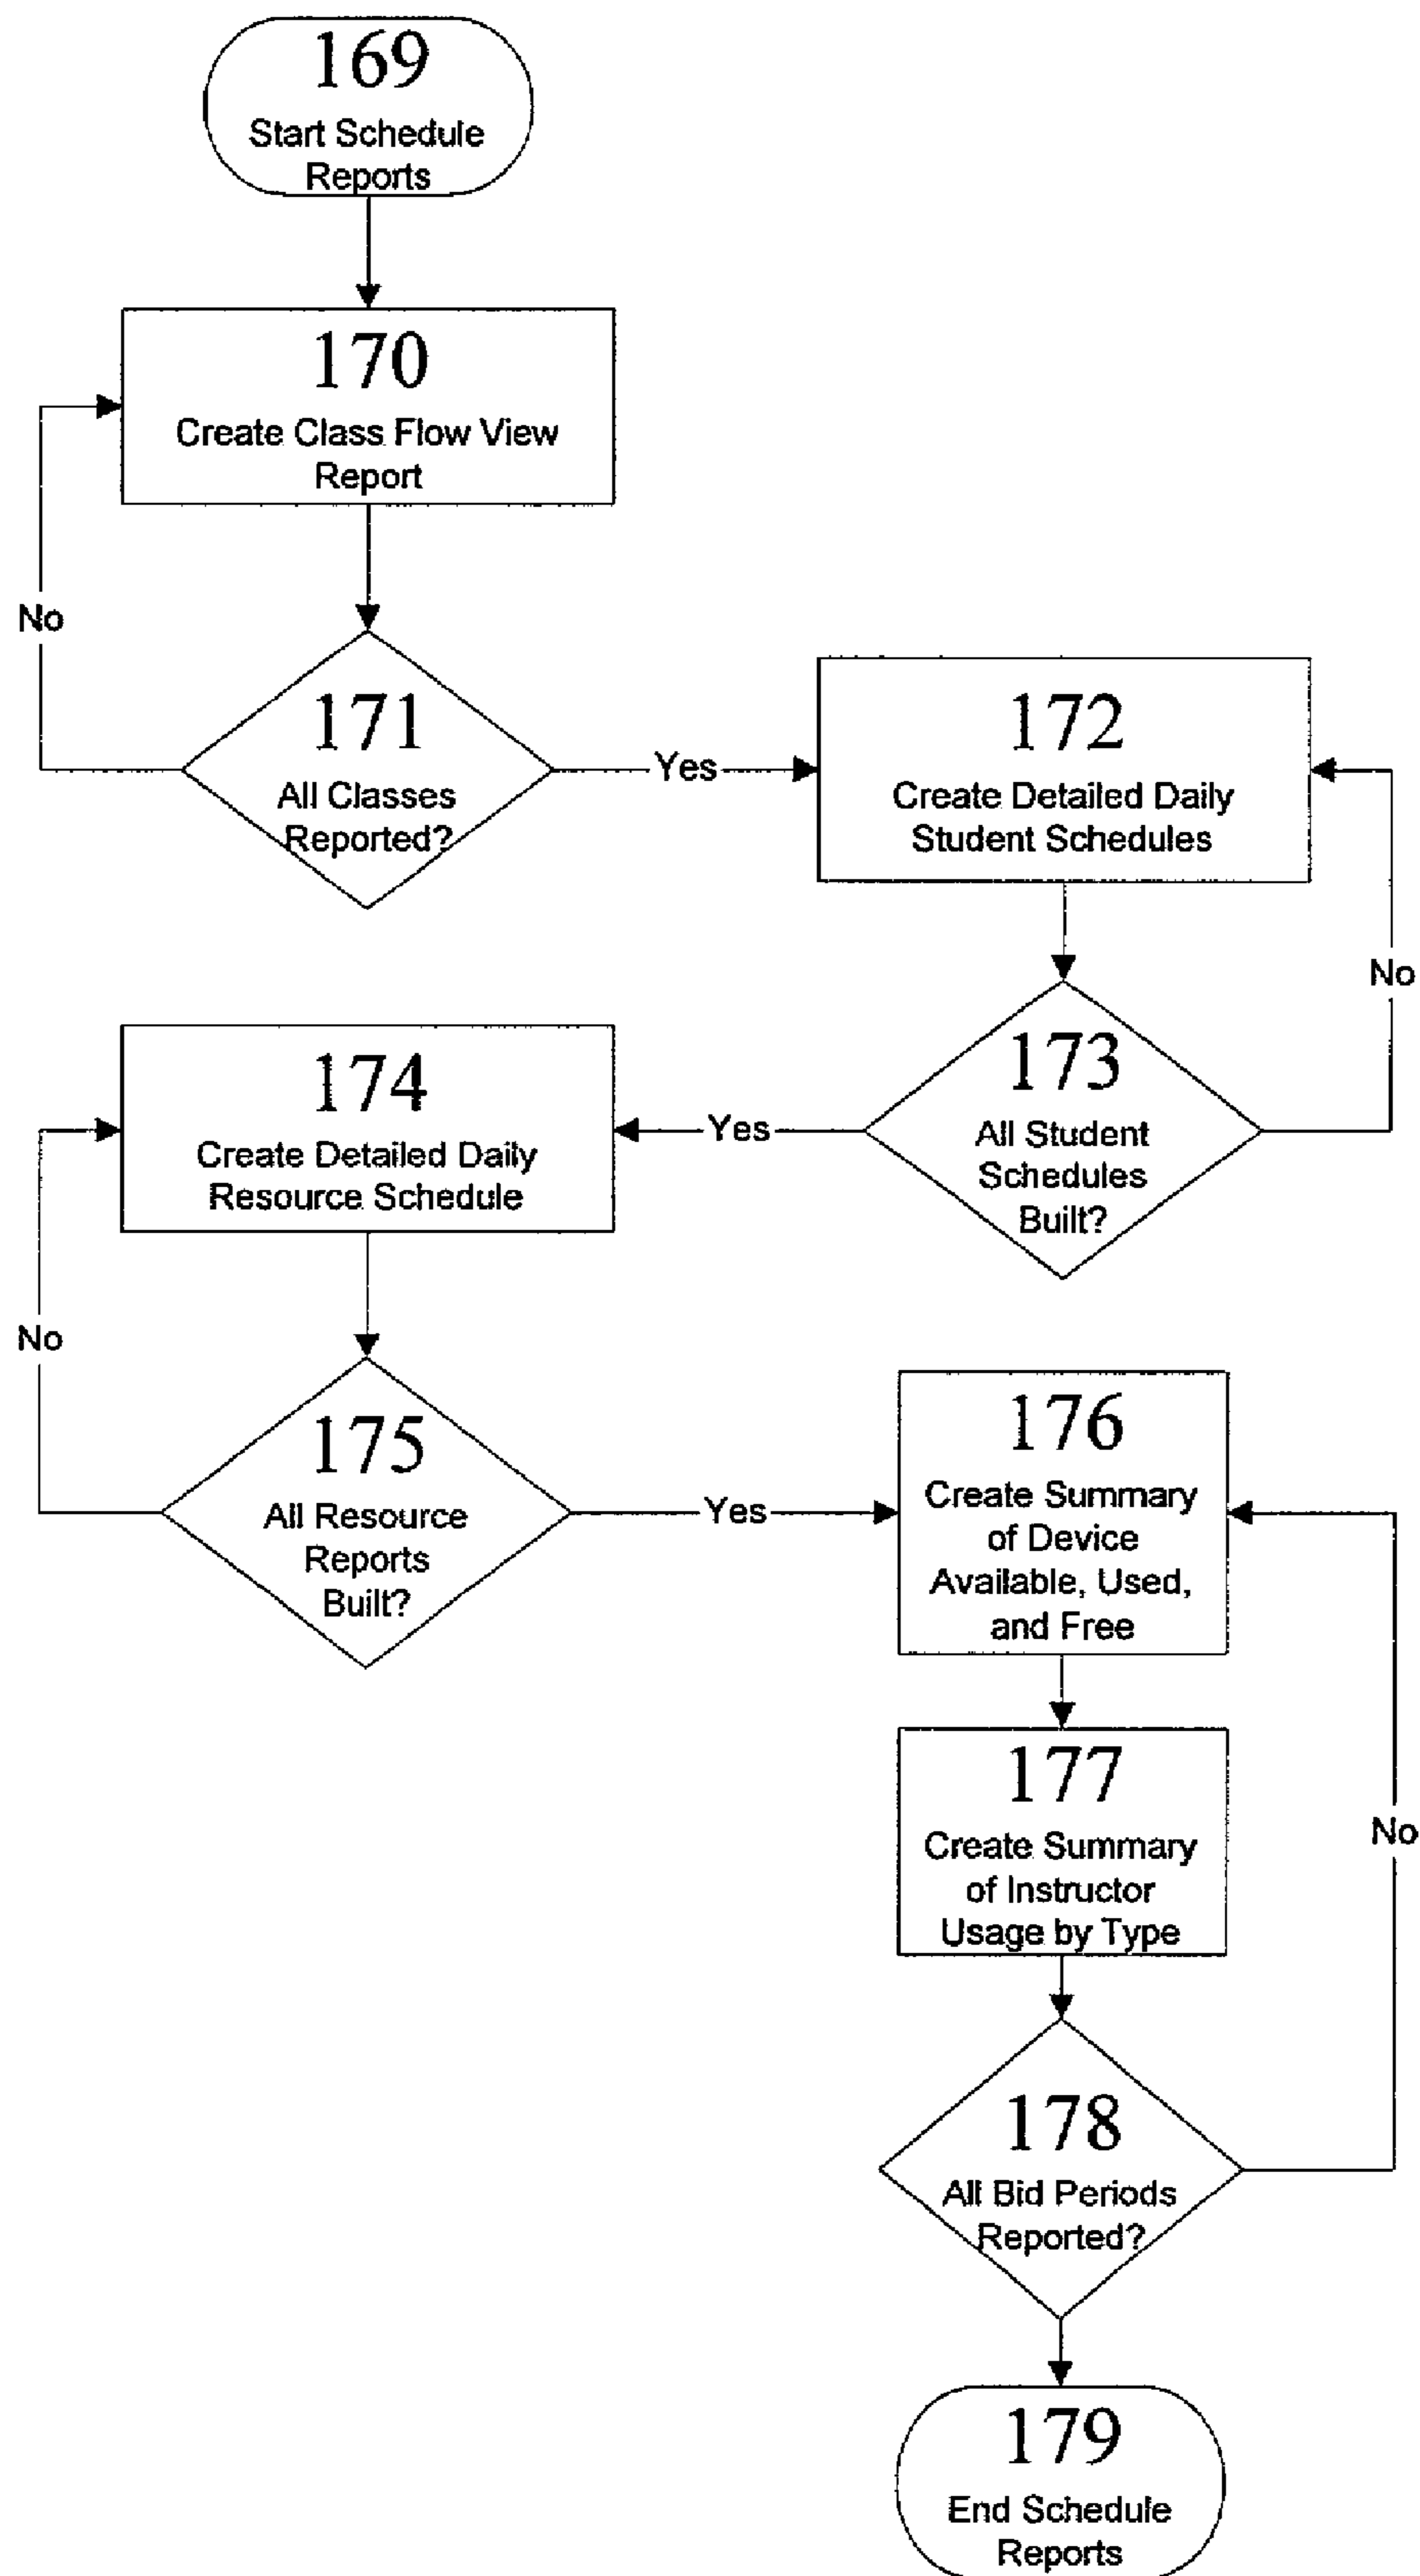 169
Start Schedule
Reports
170
Create Class Flow View
Report
No
171
All Classes
Reported?
Yes
172
Create Detailed Daily
Student Schedules
No
173
All Student
Schedules
Built?
Yes
174
Create Detailed Daily
Resource Schedule
No
175
All Resource
Reports
Built?
Yes
176
Create Summary
of Device
Available, Used,
and Free
177
Create Summary
of Instructor
Usage by Type
No
178
All Bid Periods
Reported?
179
End Schedule
Reports